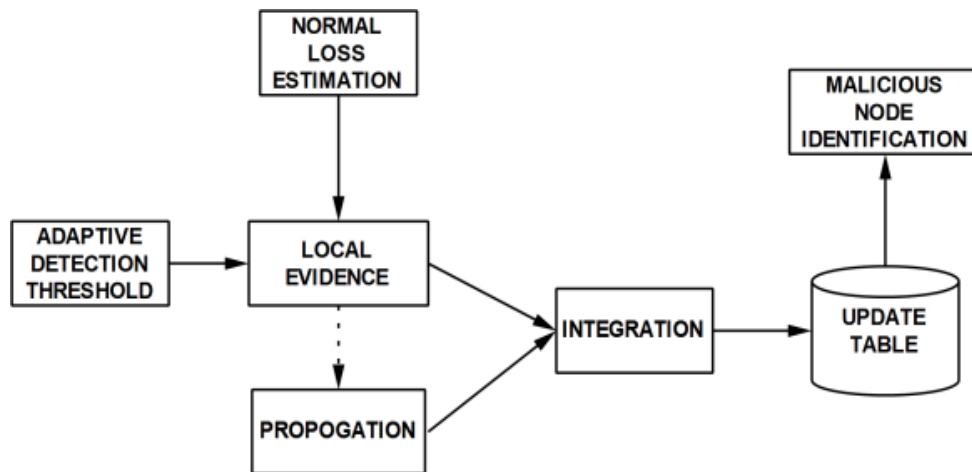 NORMAL
LOSS
ESTIMATION
MALICIOUS
NODE
IDENTIFICATION
ADAPTIVE
DETECTION
THRESHOLD
LOCAL
EVIDENCE
INTEGRATION
UPDATE
TABLE
PROPOGATION